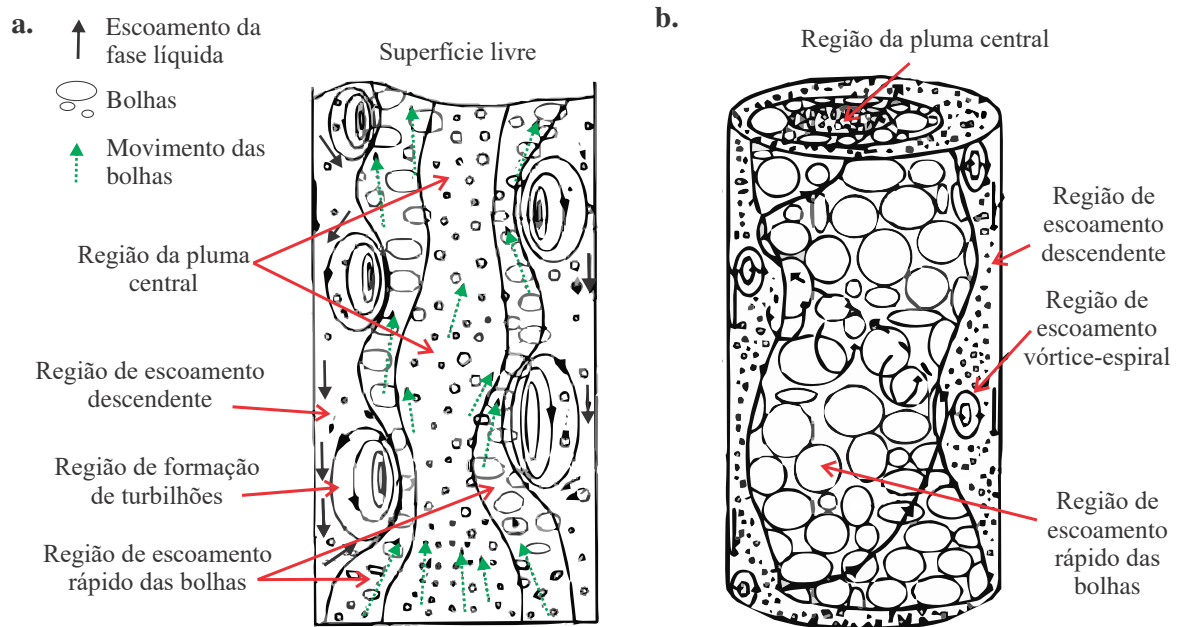 a.
Escoamento da
fase líquida
Bolhas
Movimento das
bolhas
Superfície livre
Região da pluma
central
Região de escoamento
descendente
Região de formação
de turbilhões
Região de escoamento
rápido das bolhas
b.
Região da pluma central
Região de
escoamento
descendente
Região de
escoamento
vórtice-espiral
Região de
escoamento
rápido das
bolhas